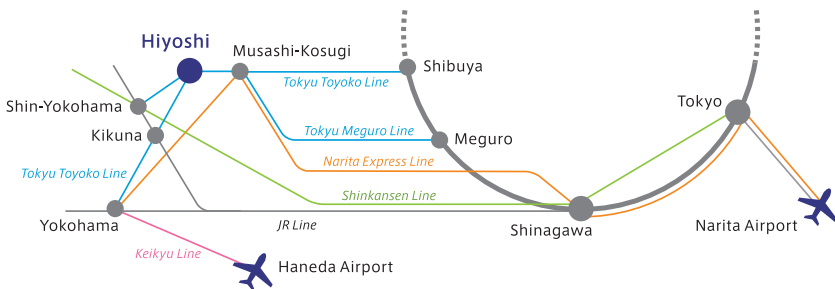 Hiyoshi
Musashi-Kosugi
Shibuya
Tokyu Toyoko Line
Shin-Yokohama
Tokyo
Kikuna
Tokyu Meguro Line
Meguro
Narita Express Line
Tokyu Toyoko Line
Shinkansen Line
Yokohama
JR Line
Shinagawa
Narita Airport
Keikyu Line
Haneda Airport